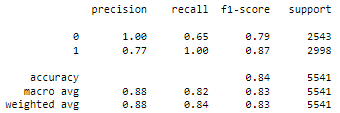 precision recall f1-score support
0 1.00 0.65 0.79 2543
1 0.77 1.00 0.87 2998
accuracy 0.84 5541
macro avg 0.88 0.82 0.83 5541
weighted avg 0.88 0.84 0.83 5541